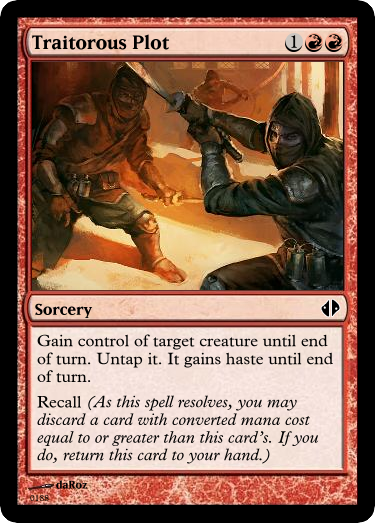 Traitorous Plot 1
Sorcery
Gain control of target creature until end
of turn. Untap it. It gains haste until end
of turn.
Recall (As this spell resolves, you may
discard a card with converted mana cost
equal to or greater than this card's. If you
do, return this card to your hand.)
daRoz
0188